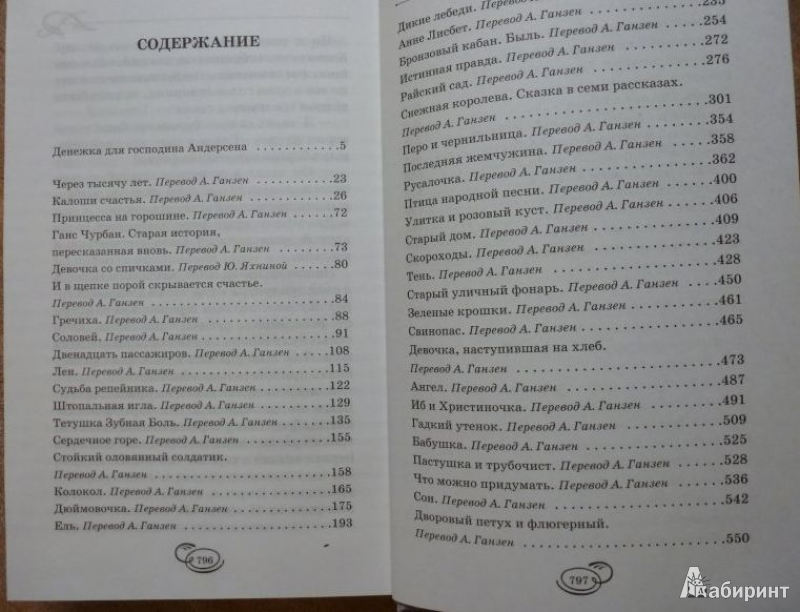 СОДЕРЖАНИЕ
Денежка для господина Андерсена . . . . . . . . . . .5
Через тысячу лет. Перевод А. Ганзен . . . . . . . . . . .23
Калоши счастья. Перевод А. Ганзен . . . . . . . . . . .26
Принцесса на горошине. Перевод А. Ганзен . . . .72
Ганс Чурбан. Старая история,
пересказанная вновь. Перевод А. Ганзен . . . . . . . .73
Девочка со спичками. Перевод Ю. Яхниной . . . . . .80
И в щепке порой скрывается счастье.
Перевод А. Ганзен . . . . . . . . . . . . . . . . . . . . . . . .84
Гречиха. Перевод А. Ганзен . . . . . . . . . . . . . . . . .88
Соловей. Перевод А. Ганзен . . . . . . . . . . . . . . . . .91
Двенадцать пассажиров. Перевод А. Ганзен . . . .108
Лен. Перевод А. Ганзен . . . . . . . . . . . . . . . . . . .115
Судьба репейника. Перевод А. Ганзен . . . . . . . . .122
Штопальная игла. Перевод А. Ганзен . . . . . . . . .129
Тетушка Зубная Боль. Перевод А. Ганзен . . . . . .135
Сердечное горе. Перевод А. Ганзен . . . . . . . . . . .155
Стойкий оловянный солдатик.
Перевод А. Ганзен . . . . . . . . . . . . . . . . . . . . . . .158
Колокол. Перевод А. Ганзен . . . . . . . . . . . . . . . .165
Дюймовочка. Перевод А. Ганзен . . . . . . . . . . . . .175
Ель. Перевод А. Ганзен . . . . . . . . . . . . . . . . . . .193
796
Дикие лебеди. Перевод А. Ганзен
Анне Лисбет. Перевод А. Ганзен . . . . . . 235
Бронзовый кабан. Быль. Перевод А. Ганзен . . . .254
Истинная правда. Перевод А. Ганзен . . . . . . .272
Райский сад. Перевод А. Ганзен . . . . . . . . . .276
Снежная королева. Сказка в семи рассказах.
Перевод А. Ганзен . . . . . . . . . . . . . . . . . . . .301
Перо и чернильница. Перевод А. Ганзен . . . . . . .354
Последняя жемчужина. Перевод А. Ганзен . . . . . .358
Русалочка. Перевод А. Ганзен . . . . . . . . . . . . .362
Птица народной песни. Перевод А. Ганзен . . . . . .400
Улитка и розовый куст. Перевод А. Ганзен . . . . . .406
Старый дом. Перевод А. Ганзен . . . . . . . . . . . .409
Скороходы. Перевод А. Ганзен . . . . . . . . . . . . .423
Тень. Перевод А. Ганзен . . . . . . . . . . . . . . . . .428
Старый уличный фонарь. Перевод А. Ганзен . . . .450
Зеленые крошки. Перевод А. Ганзен . . . . . . . . . .461
Свинопас. Перевод А. Ганзен . . . . . . . . . . . . . .465
Девочка, наступившая на хлеб.
Перевод А. Ганзен . . . . . . . . . . . . . . . . . . . . .473
Ангел. Перевод А. Ганзен . . . . . . . . . . . . . . . .487
Иб и Христиночка. Перевод А. Ганзен . . . . . . . . .491
Гадкий утенок. Перевод А. Ганзен . . . . . . . . . . .509
Бабушка. Перевод А. Ганзен . . . . . . . . . . . . . . .525
Пастушка и трубочист. Перевод А. Ганзен . . . . . .528
Что можно придумать. Перевод А. Ганзен . . . . . . .536
Сон. Перевод А. Ганзен . . . . . . . . . . . . . . . . . .542
Дворовый петух и флюгерный.
Перевод А. Ганзен . . . . . . . . . . . . . . . . . . . . .550
797
Лабиринт